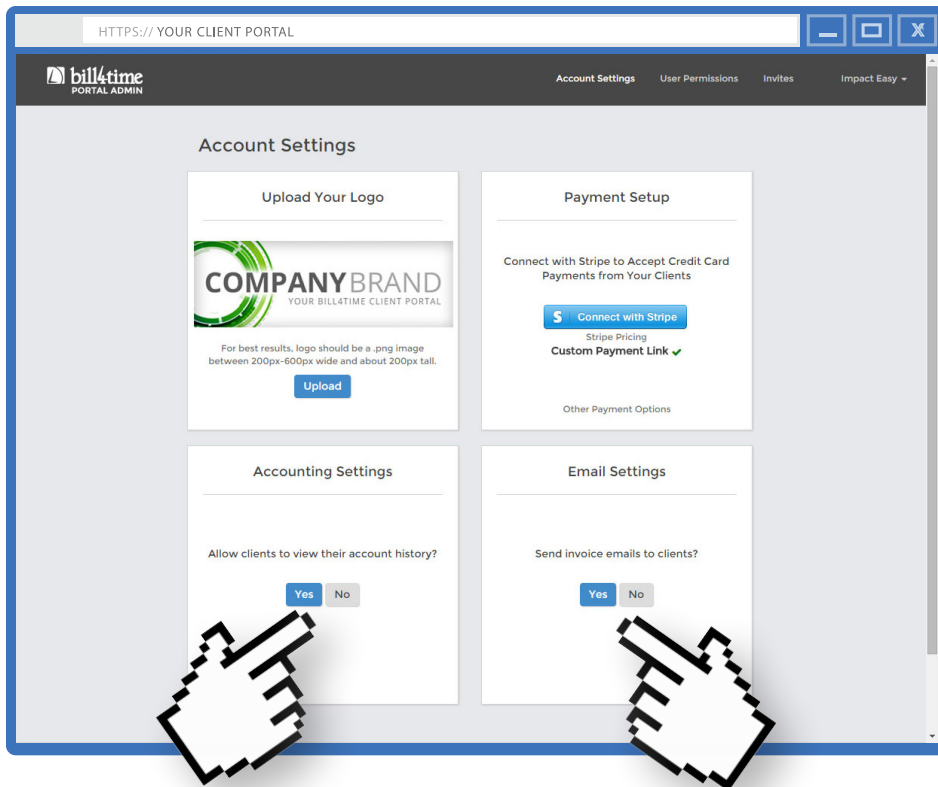 HTTPS:// YOUR CLIENT PORTAL
X
bill4time
PORTAL ADMIN
Account Settings User Permissions Invites Impact Easy
Account Settings
Upload Your Logo
COMPANYBRAND
YOUR BILL4TIME CLIENT PORTAL
For best results, logo should be a .png image
between 200px-600px wide and about 200px tall.
Upload
Payment Setup
Connect with Stripe to Accept Credit Card
Payments from Your Clients
S Connect with Stripe
Stripe Pricing
Custom Payment Link
Other Payment Options
Accounting Settings
Allow clients to view their account history?
Yes No
Email Settings
Send invoice emails to clients?
Yes No